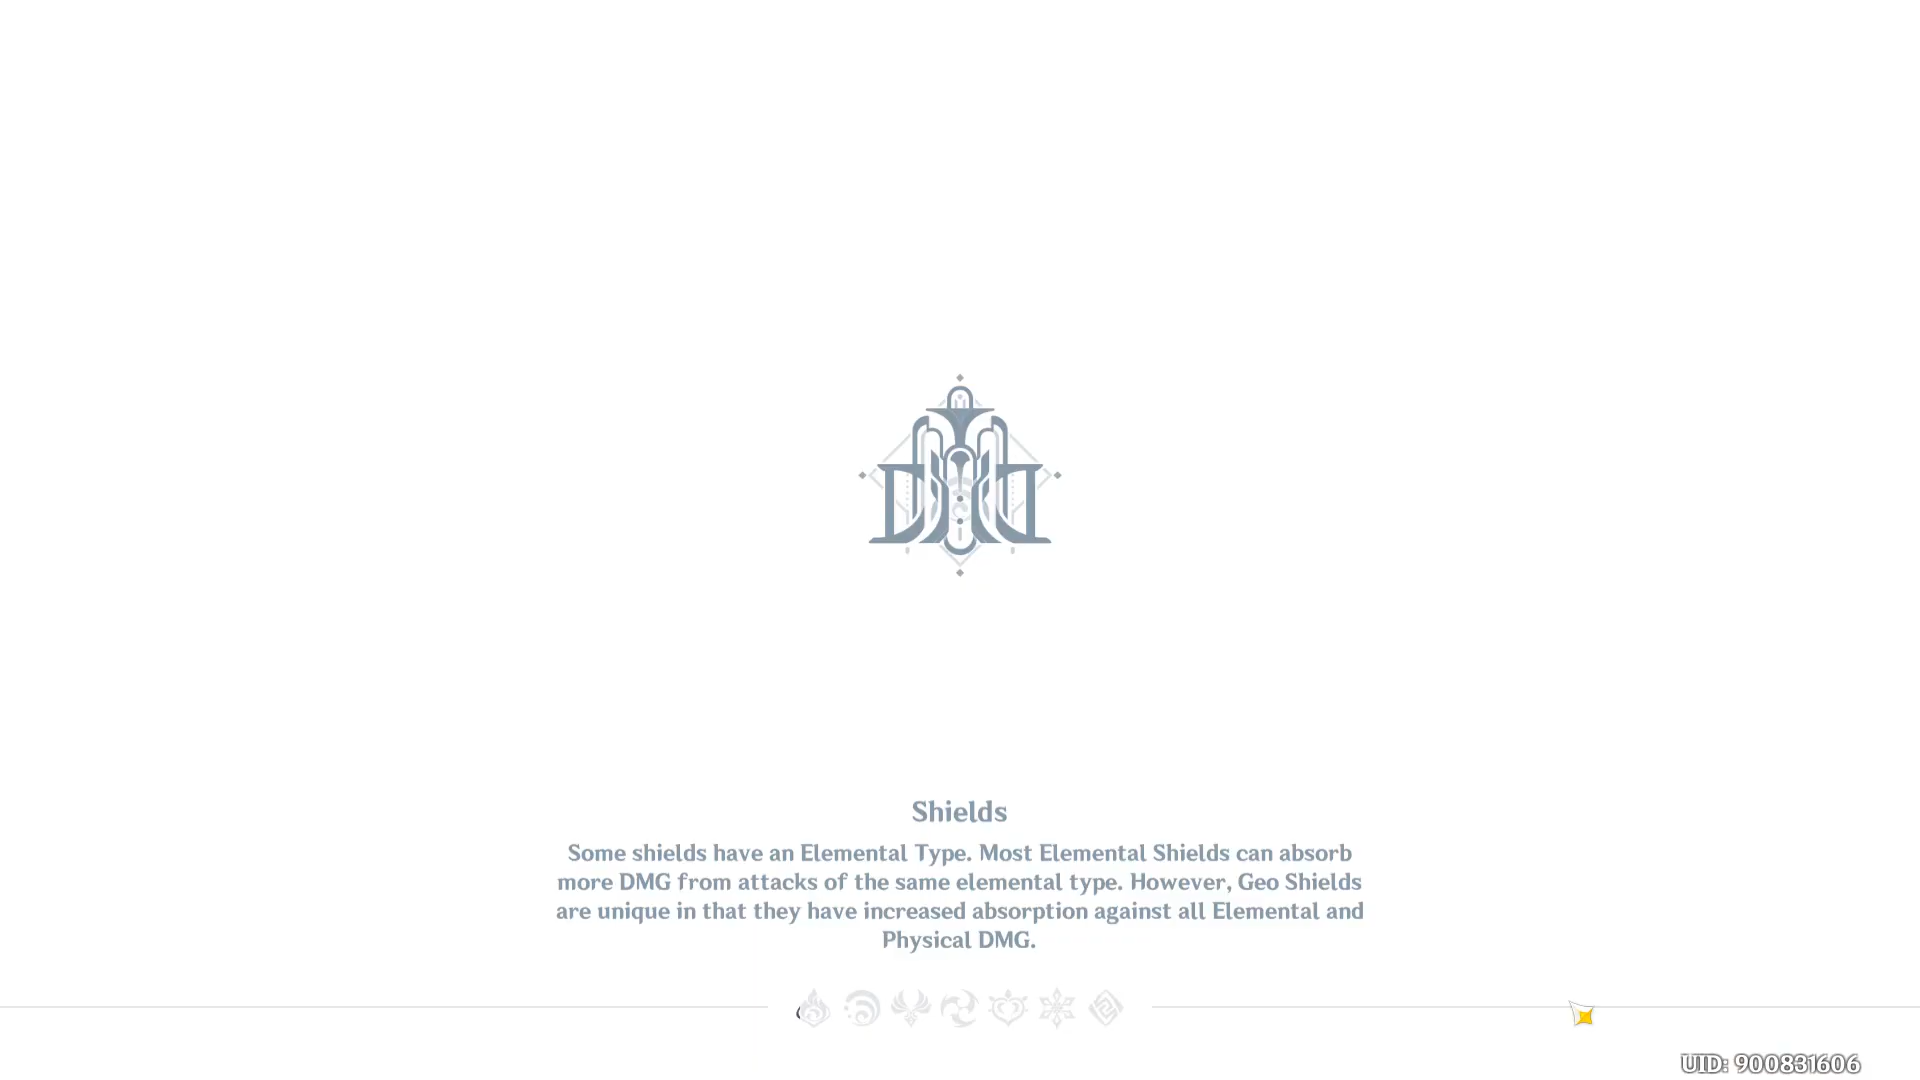 Shields
Some shields have an Elemental Type. Most Elemental Shields can absorb
more DMG from attacks of the same elemental type. However, Geo Shields
are unique in that they have increased absorption against all Elemental and
Physical DMG.
UID: 900831606